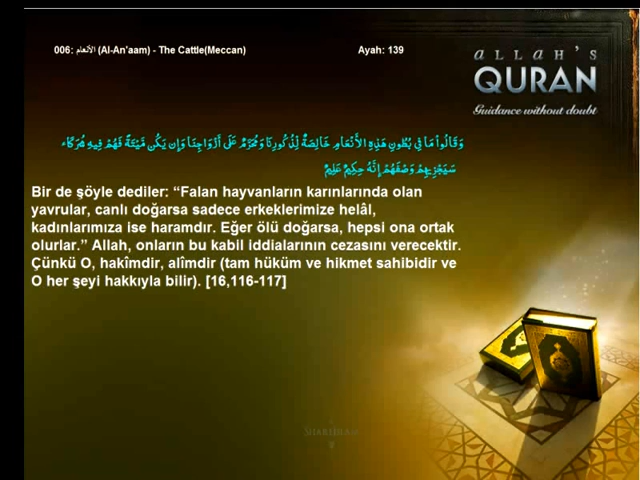 006: الأنعام (Al-An'aam) - The Cattle(Meccan) Ayah: 139
ALLAH'S
QURAN
Guidance without doubt
وَقَالُوا۟ مَا فِى بُطُونِ هَٰذِهِ الْأَنْعَامِ خَالِصَةٌ لِّذُكُورِنَا وَمُحَرَّمٌ عَلَىٰ أَزْوَاجِنَا وَإِن يَكُن مَّيْتَةً فَهُمْ فِيهِ شُرَكَاء
سَيَجْزِيهِمْ وَصْفَهُمْ إِنَّهُ حَكِيمٌ عَلِيمٌ
Bir de şöyle dediler: “Falan hayvanların karınlarında olan
yavrular, canlı doğarsa sadece erkeklerimize helâl,
kadınlarımıza ise haramdır. Eğer ölü doğarsa, hepsi ona ortak
olurlar.” Allah, onların bu kabil iddialarının cezasını verecektir.
Çünkü O, hakîmdir, alîmdir (tam hüküm ve hikmet sahibidir ve
O her şeyi hakkıyla bilir). [16,116-117]